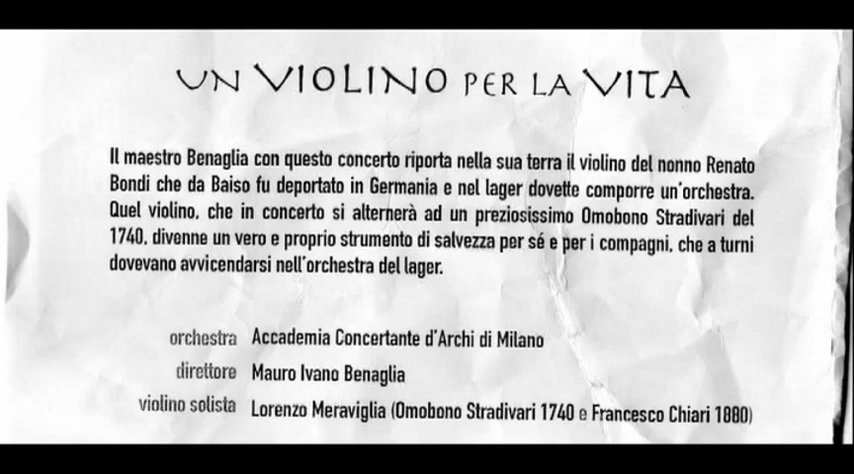 UN VIOLINO PER LA VITA
Il maestro Benaglia con questo concerto riporta nella sua terra il violino del nonno Renato
Bondi che da Baiso fu deportato in Germania e nel lager dovette comporre un'orchestra.
Quel violino, che in concerto si alternerà ad un preziosissimo Omobono Stradivari del
1740, divenne un vero e proprio strumento di salvezza per sé e per i compagni, che a turni
dovevano avvicendarsi nell'orchestra del lager.
orchestra Accademia Concertante d'Archi di Milano
direttore Mauro Ivano Benaglia
violino solista Lorenzo Meraviglia (Omobono Stradivari 1740 e Francesco Chiari 1880)